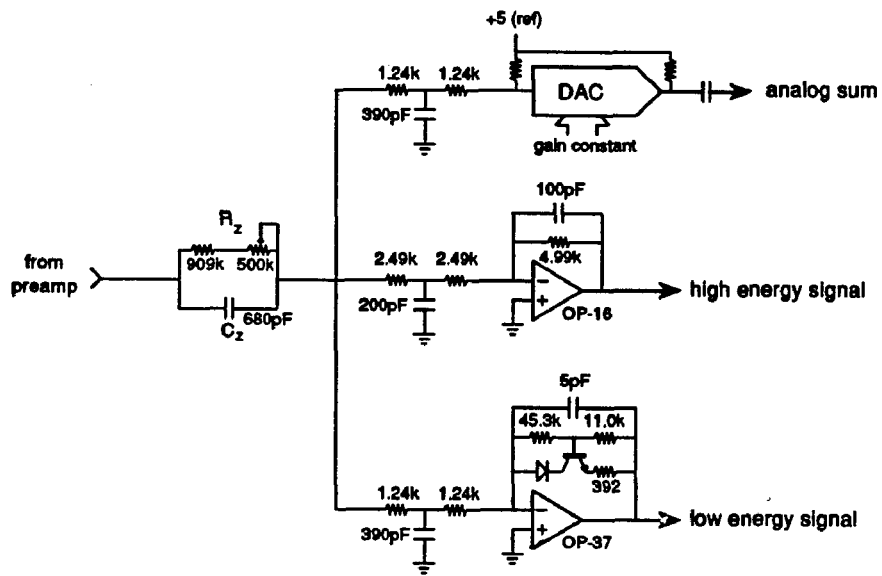 +5 (ref)
1.24k 1.24k
DAC
analog sum
390pF
gain constant
100pF
R̃z
4.99k
from
preamp
909k 500k
2.49k 2.49k
−
+
high energy signal
200pF
OP-16
680pF
Cz
5pF
45.3k 11.0k
392
1.24k 1.24k
−
+
low energy signal
390pF
OP-37